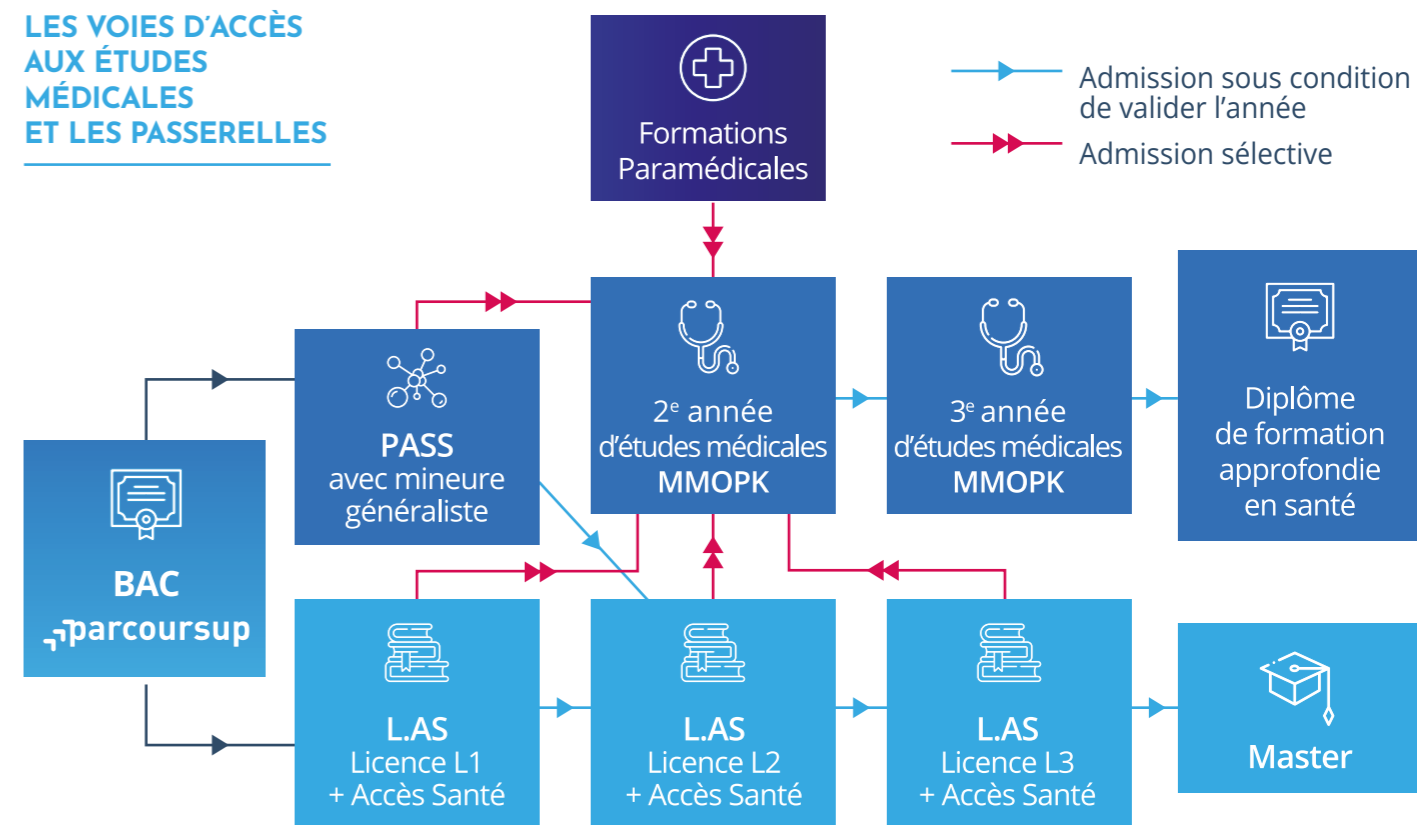 LES VOIES D'ACCÈS
AUX ÉTUDES
MÉDICALES
ET LES PASSERELLES
Formations
Paramédicales
Admission sous condition
de valider l'année
Admission sélective
BAC
parcoursup
PASS
avec mineure
généraliste
2e année
d'études médicales
MMOPK
3e année
d'études médicales
MMOPK
Diplôme
de formation
approfondie
en santé
L.AS
Licence L1
+ Accès Santé
L.AS
Licence L2
+ Accès Santé
L.AS
Licence L3
+ Accès Santé
Master